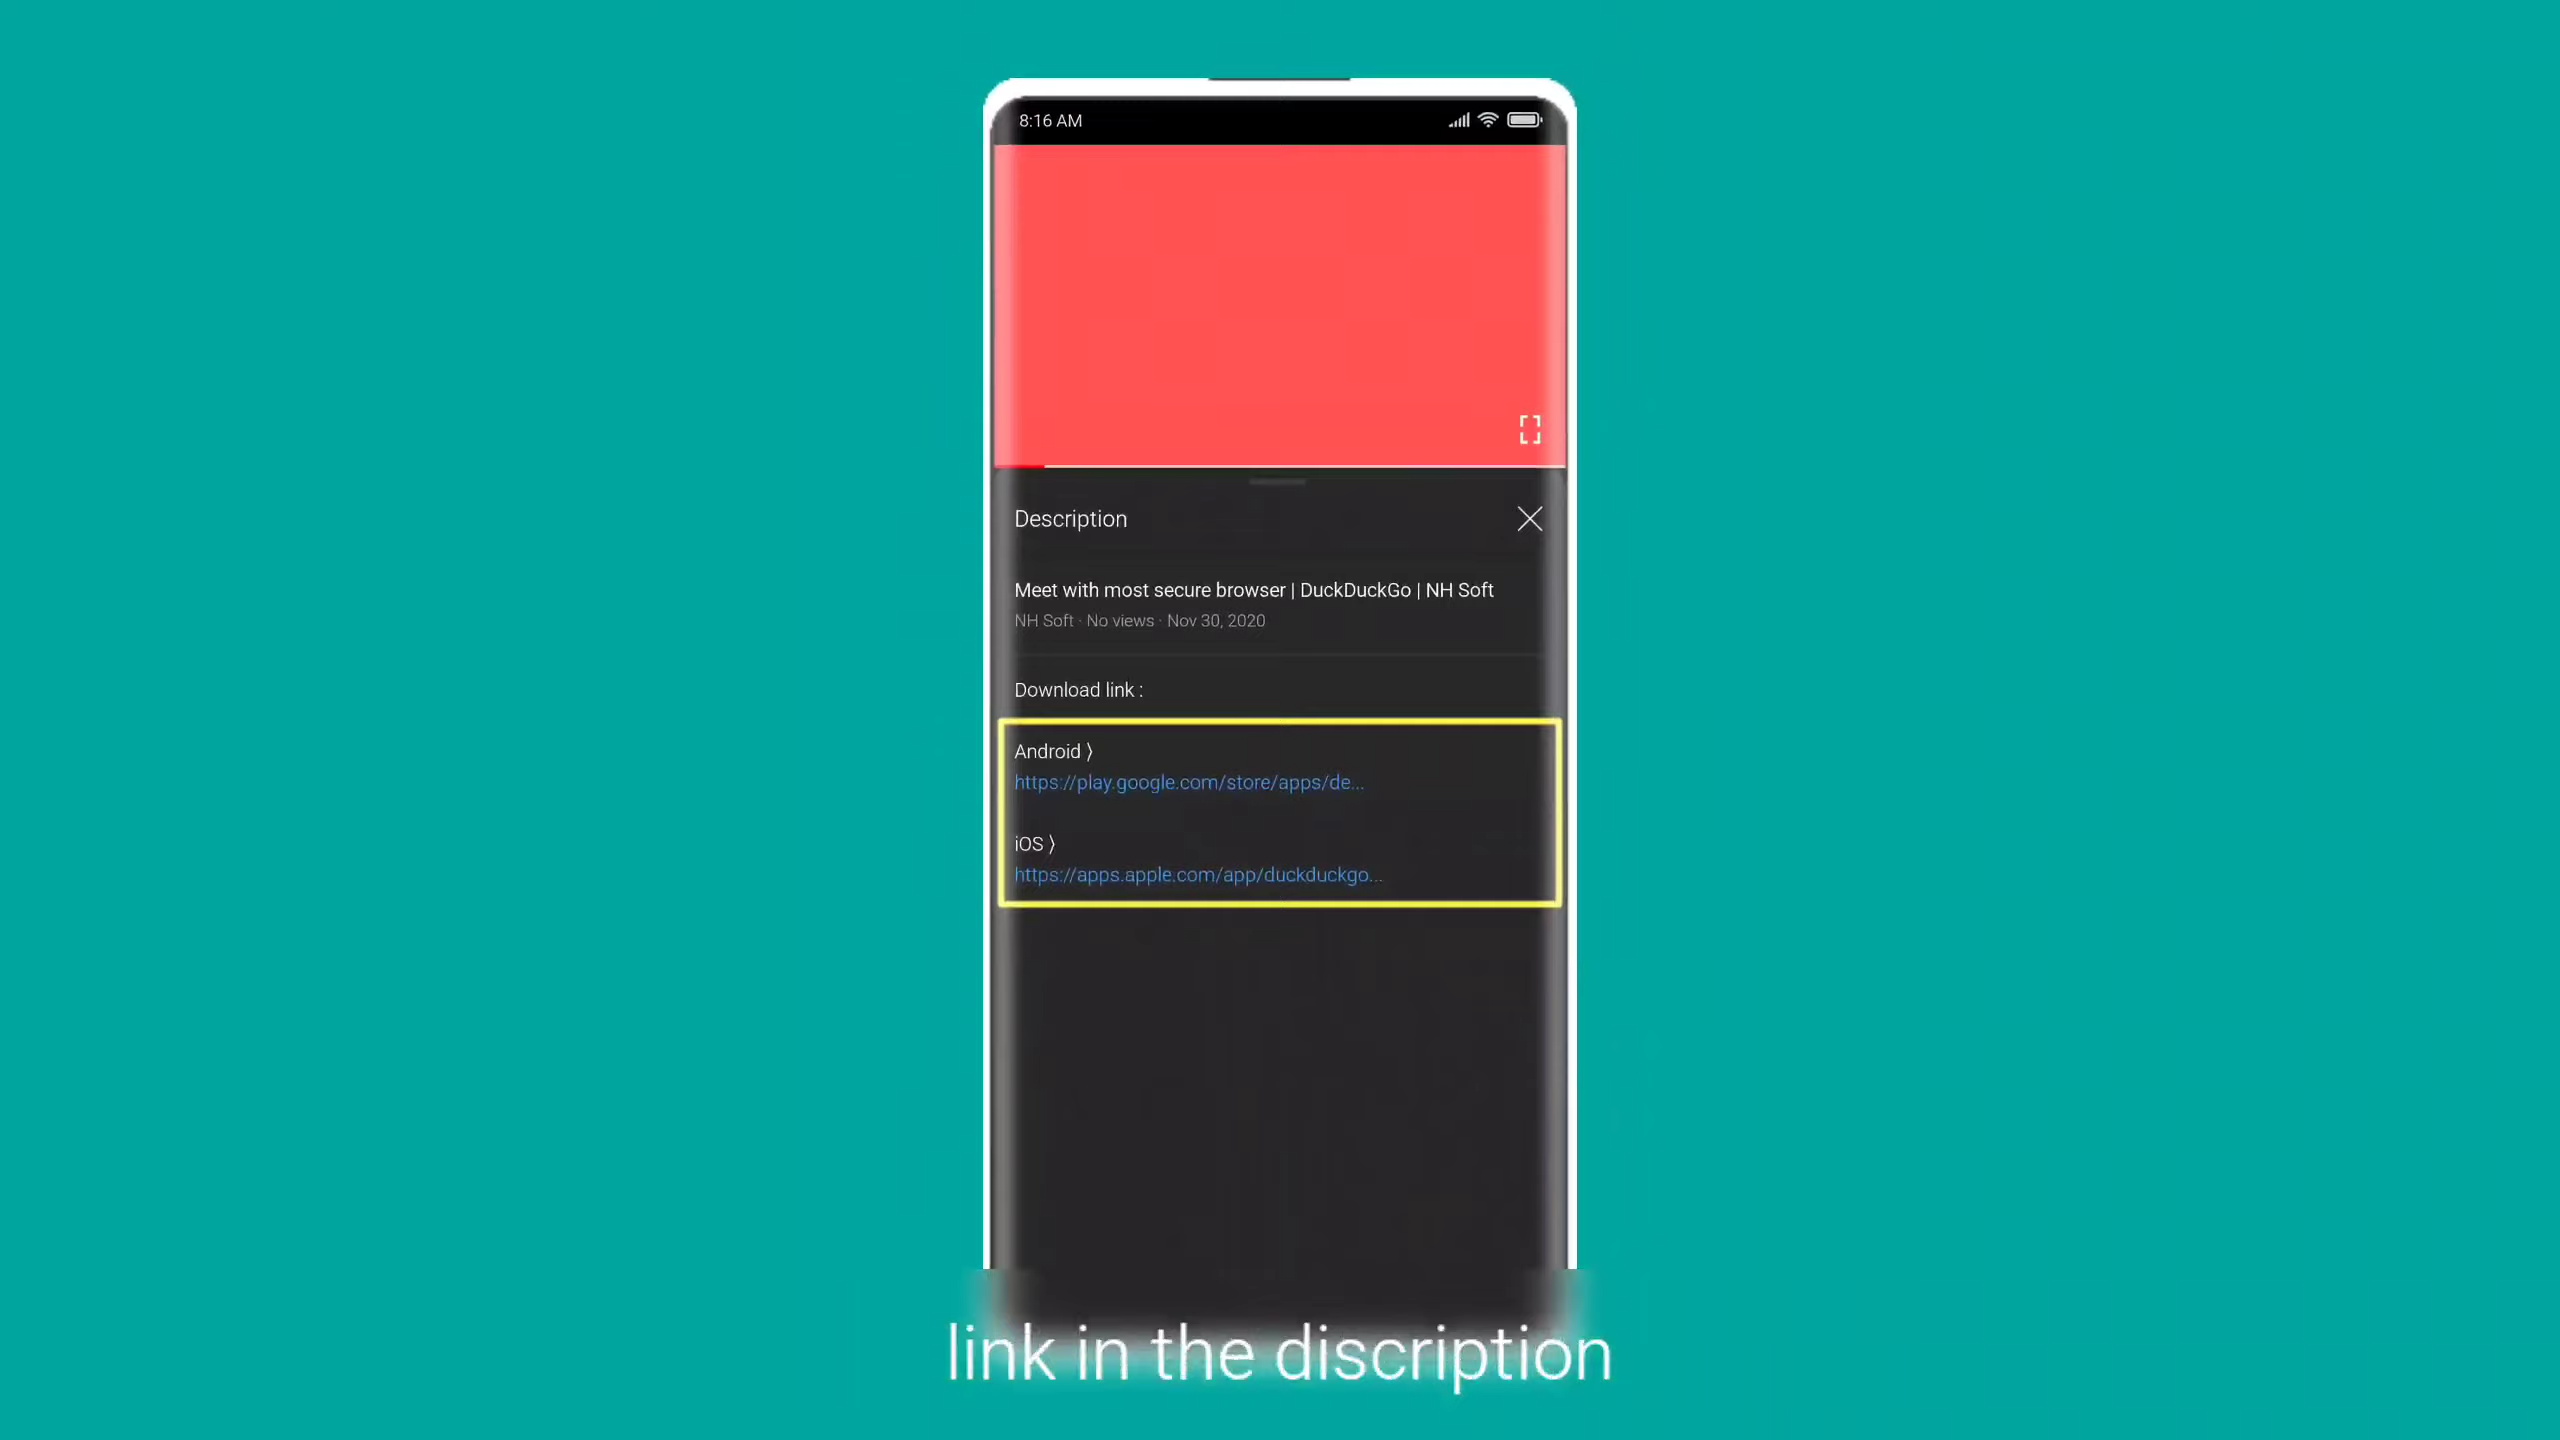 8:16 AM
Description
Meet with most secure browser | DuckDuckGo | NH Soft
NH Soft · No views · Nov 30, 2020
Download link :
Android ⟩
https://play.google.com/store/apps/de...
iOS ⟩
https://apps.apple.com/app/duckduckgo...
link in the discription